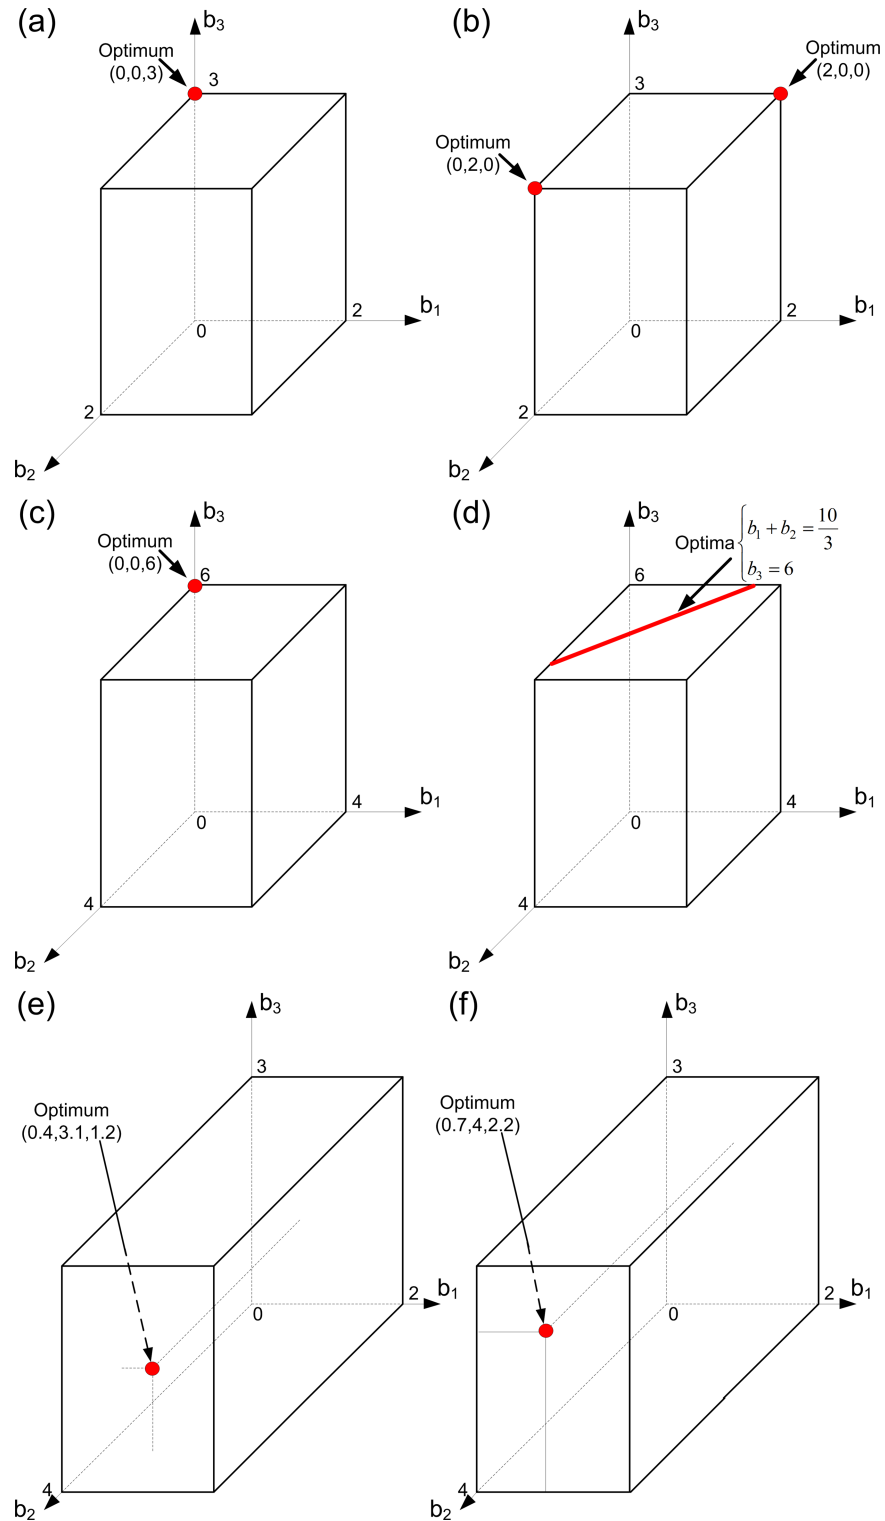 (a)
b3
Optimum
(0,0,3)
3
2
b1
0
2
b2
(b)
b3
Optimum
(2,0,0)
3
Optimum
(0,2,0)
2
b1
0
2
b2
(c)
b3
Optimum
(0,0,6)
6
4
b1
0
4
b2
(d)
b3
Optima { b1 + b2 = 10/3
b3 = 6
6
4
b1
0
4
b2
(e)
b3
3
Optimum
(0.4,3.1,1.2)
2
b1
0
4
b2
(f)
b3
3
Optimum
(0.7,4,2.2)
2
b1
0
4
b2